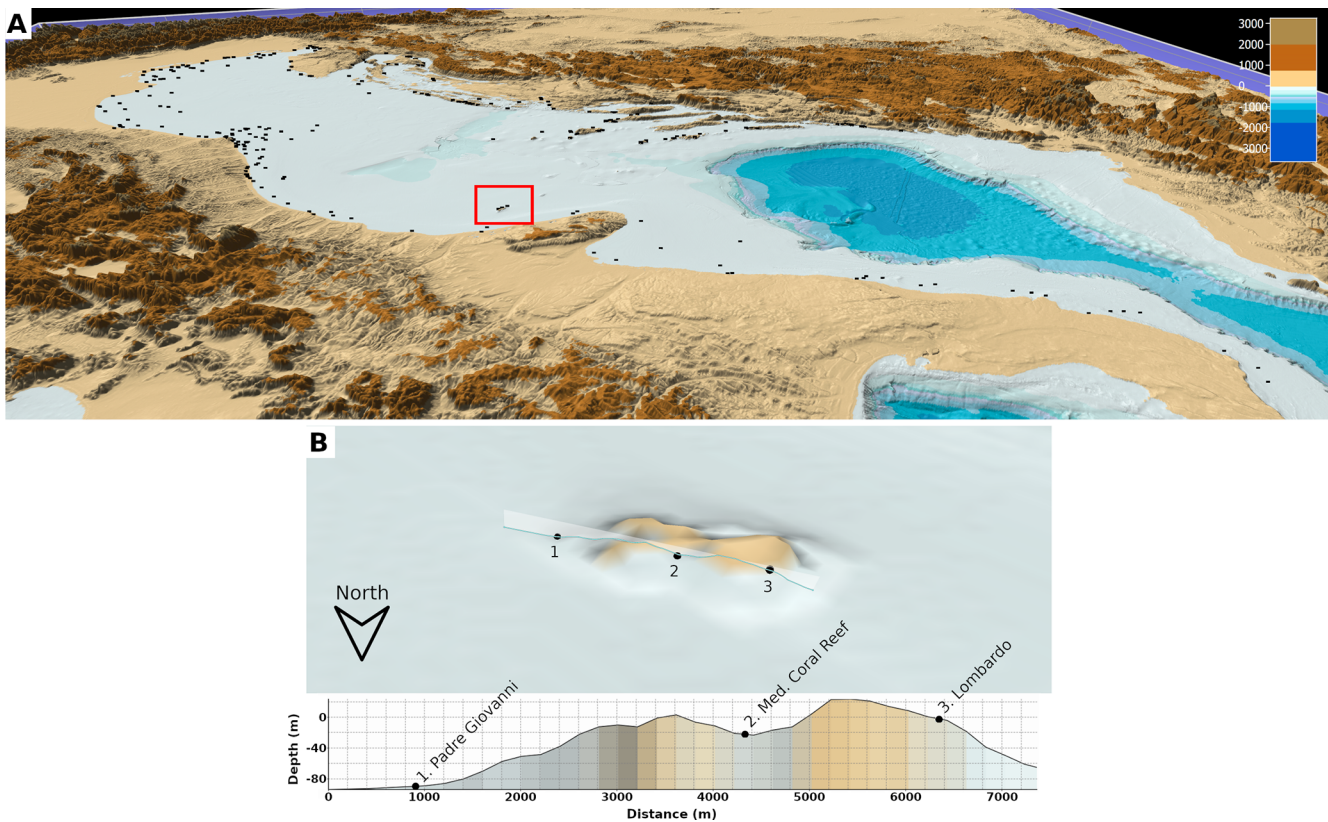 A
3000
2000
1000
0
-1000
2000
3000
B
1
2
3
North
1. Padre Giovanni
2. Med. Coral Reef
3. Lombardo
Depth (m)
0
-40
-80
0 1000 2000 3000 4000 5000 6000 7000
Distance (m)